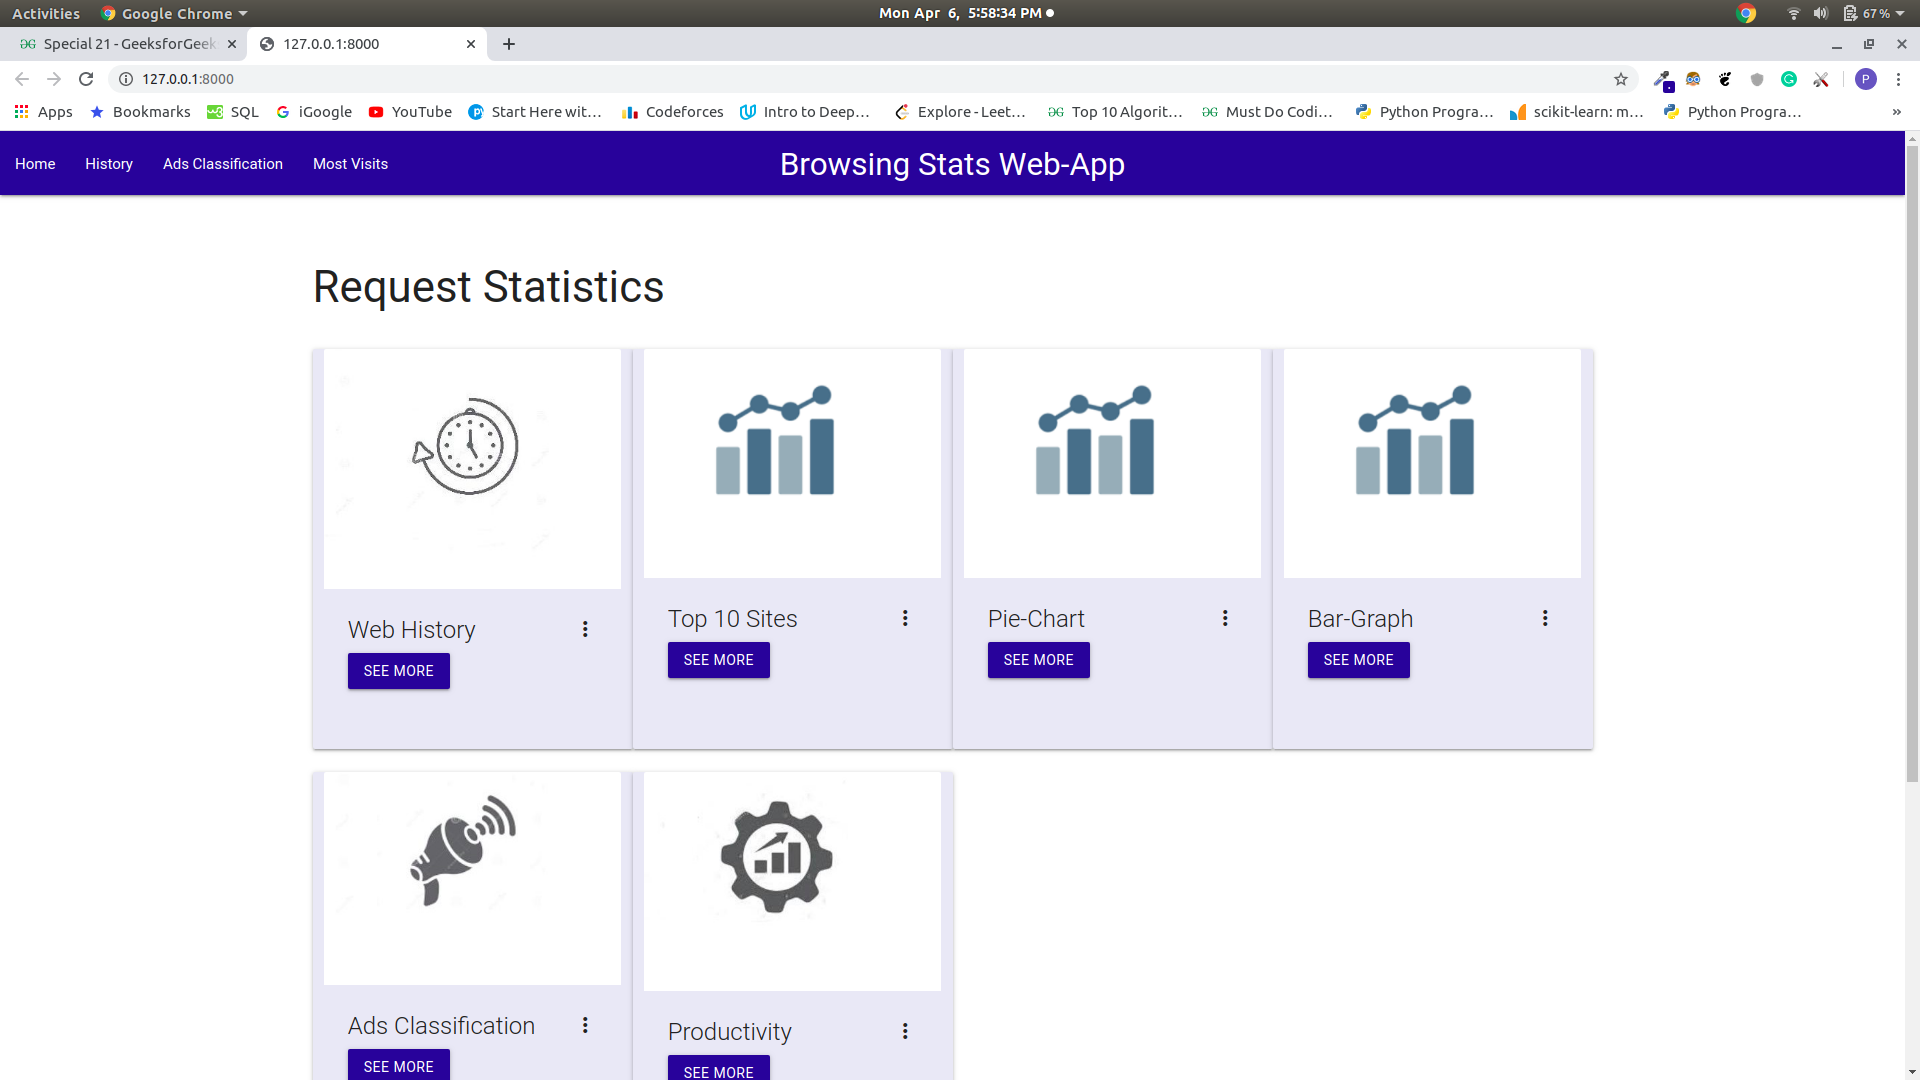 Activities Google Chrome Mon Apr 6, 5:58:34 PM 67%
Special 21 - GeeksforGeek 127.0.0.1:8000
127.0.0.1:8000 P
Apps Bookmarks SQL iGoogle YouTube Start Here wit... Codeforces Intro to Deep... Explore - Leet... Top 10 Algorit... Must Do Codi... Python Progra... scikit-learn: m... Python Progra... »
Home History Ads Classification Most Visits Browsing Stats Web-App
Request Statistics
Web History
SEE MORE
Top 10 Sites
SEE MORE
Pie-Chart
SEE MORE
Bar-Graph
SEE MORE
Ads Classification
SEE MORE
Productivity
SEE MORE